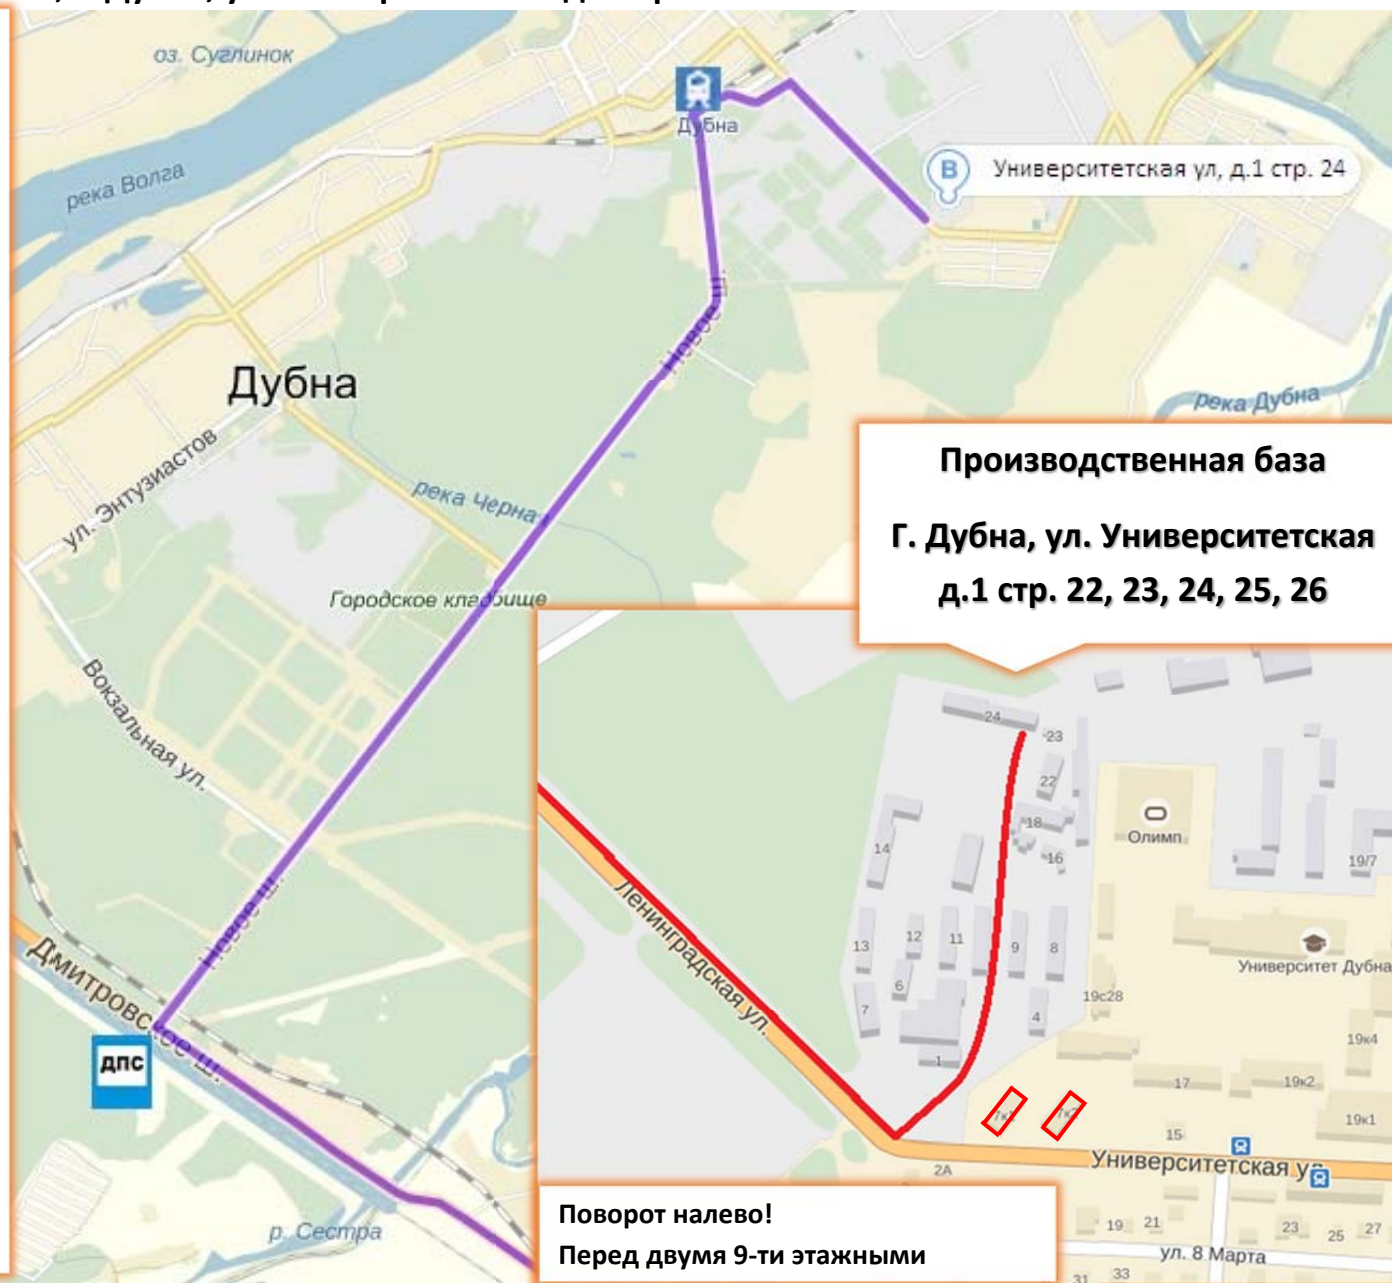 оз. Суглинок
Дубна
река Волга
В
Университетская ул, д.1 стр. 24
Новое ш.
Дубна
река Дубна
ул. Энтузиастов
река Черная
Городское кладбище
Производственная база
Г. Дубна, ул. Университетская
д.1 стр. 22, 23, 24, 25, 26
Вокзальная ул.
Новое ш.
Дмитровское ш.
ДПС
р. Сестра
24
23
22
18
16
14
Олимп
19/7
13
12
11
9
8
Университет Дубна
6
7
4
19с28
1
19к4
17
19к2
7к1
7к2
19к1
15
Ленинградская ул.
Университетская ул.
2А
19
21
23
25
27
ул. 8 Марта
31
33
Поворот налево!
Перед двумя 9-ти этажными